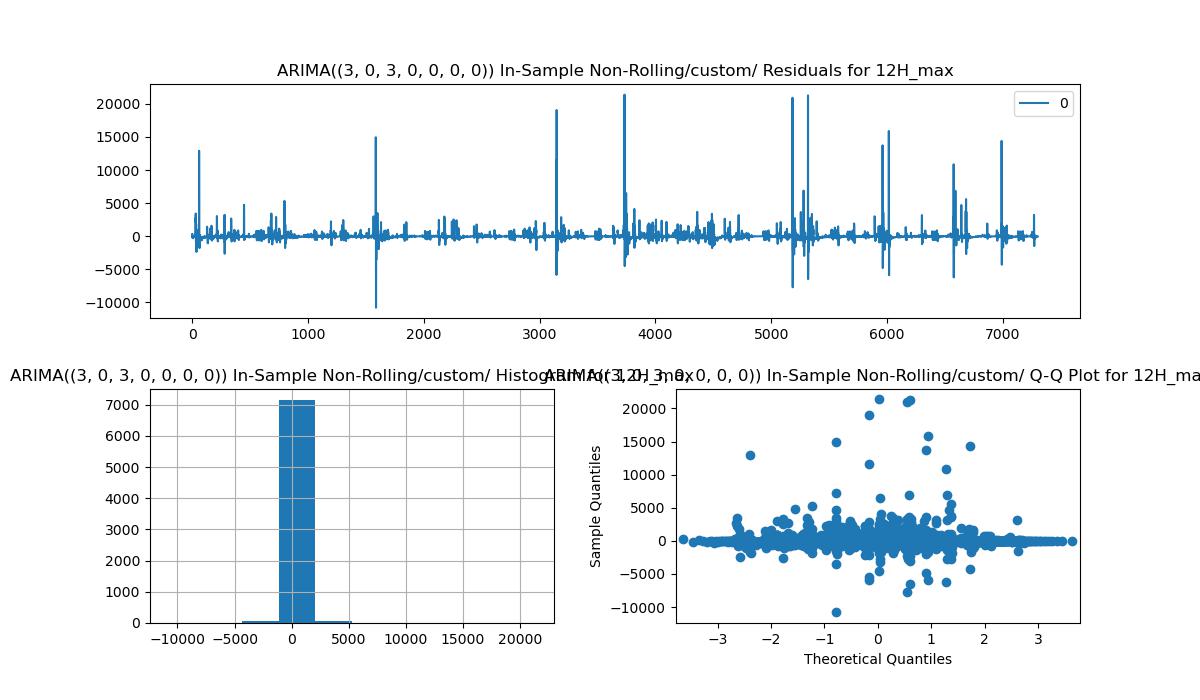 ARIMA((3, 0, 3, 0, 0, 0, 0)) In-Sample Non-Rolling/custom/ Residuals for 12H_max
20000
15000
10000
5000
0
−5000
−10000
0
0 1000 2000 3000 4000 5000 6000 7000
ARIMA((3, 0, 3, 0, 0, 0, 0)) In-Sample Non-Rolling/custom/ Histogram for 12H_max
ARIMA((3, 0, 3, 0, 0, 0, 0)) In-Sample Non-Rolling/custom/ Q-Q Plot for 12H_ma
7000
6000
5000
4000
3000
2000
1000
0
−10000 −5000 0 5000 10000 15000 20000
Sample Quantiles
20000
15000
10000
5000
0
−5000
−10000
−3 −2 −1 0 1 2 3
Theoretical Quantiles